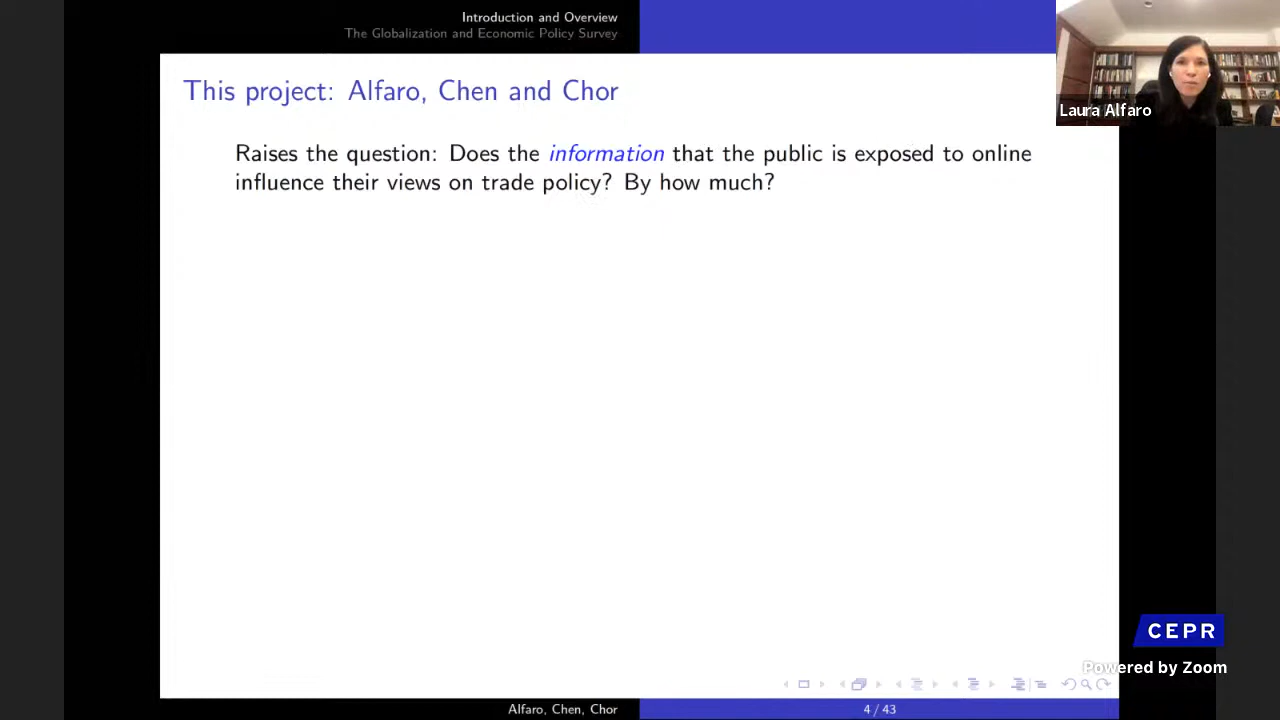 Introduction and Overview
The Globalization and Economic Policy Survey
This project: Alfaro, Chen and Chor
Laura Alfaro
Raises the question: Does the information that the public is exposed to online
influence their views on trade policy? By how much?
CEPR
Powered by Zoom
Alfaro, Chen, Chor
4 / 43